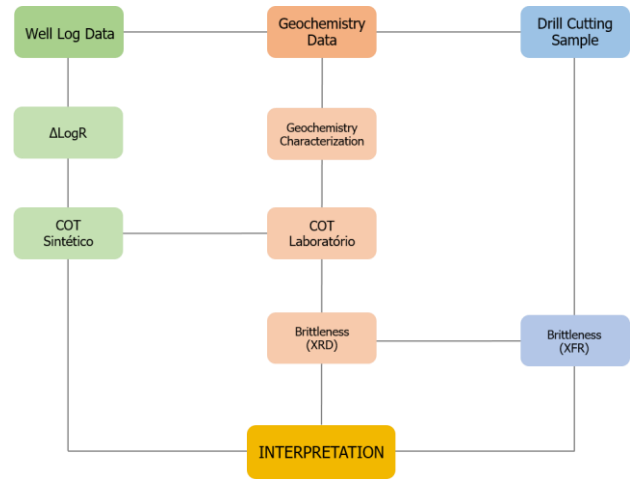 Well Log Data
Geochemistry
Data
Drill Cutting
Sample
ΔLogR
Geochemistry
Characterization
COT
Sintético
COT
Laboratório
Brittleness
(XRD)
Brittleness
(XFR)
INTERPRETATION